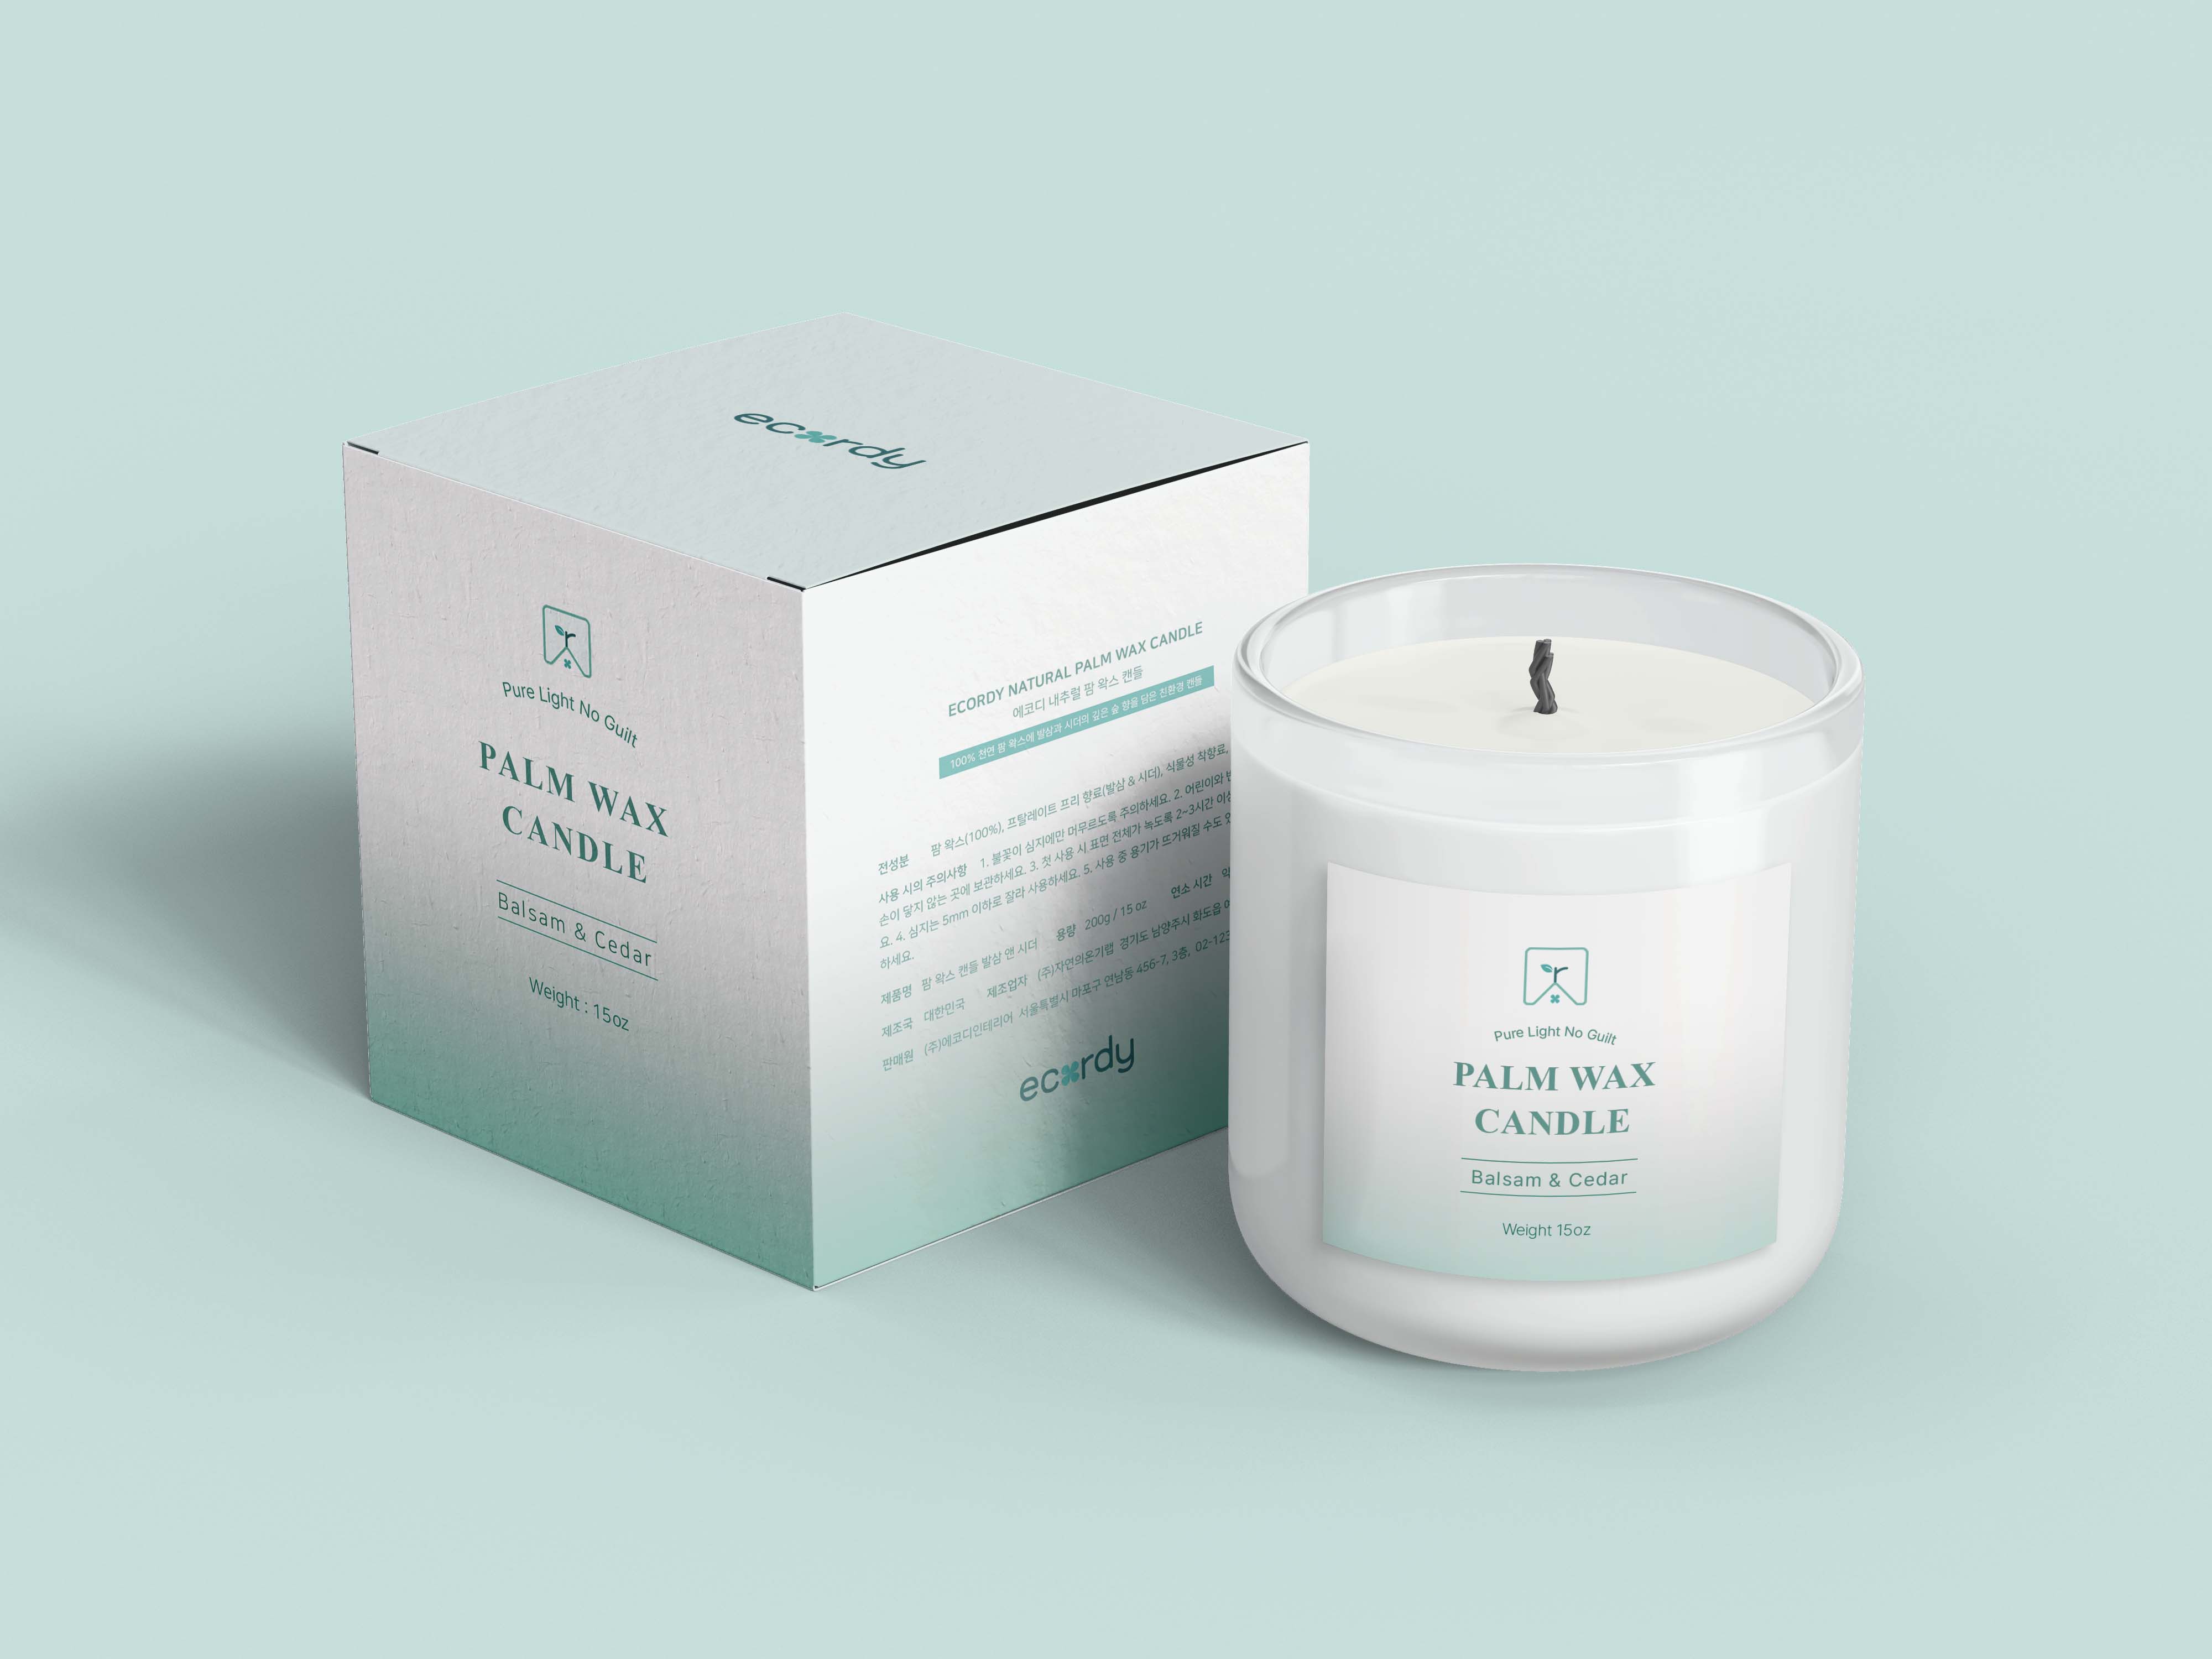 ecordy
Pure Light No Guilt
PALM WAX
CANDLE
Balsam & Cedar
Weight : 15oz
ECORDY NATURAL PALM WAX CANDLE
에코디 내추럴 팜 왁스 캔들
100% 천연 팜 왁스에 발삼과 시더의 깊은 숲 향을 담은 친환경 캔들
전성분 팜 왁스(100%), 프탈레이트 프리 향료(발삼 & 시더), 식물성 착향료,
사용 시의 주의사항 1. 불꽃이 심지에만 머무르도록 주의하세요. 2. 어린이와
손이 닿지 않는 곳에 보관하세요. 3. 첫 사용 시 표면 전체가 녹도록 2~3시간
요. 4. 심지는 5mm 이하로 잘라 사용하세요. 5. 사용 중 용기가 뜨거워질 수도
하세요.
제품명 팜 왁스 캔들 발삼 앤 시더 용량 200g / 15 oz 연소 시간
제조국 대한민국 제조업자 (주)자연의온기랩 경기도 남양주시 화도읍
판매원 (주)에코디인테리어 서울특별시 마포구 연남동 456-7, 3층, 02-123
ecordy
Pure Light No Guilt
PALM WAX
CANDLE
Balsam & Cedar
Weight 15oz